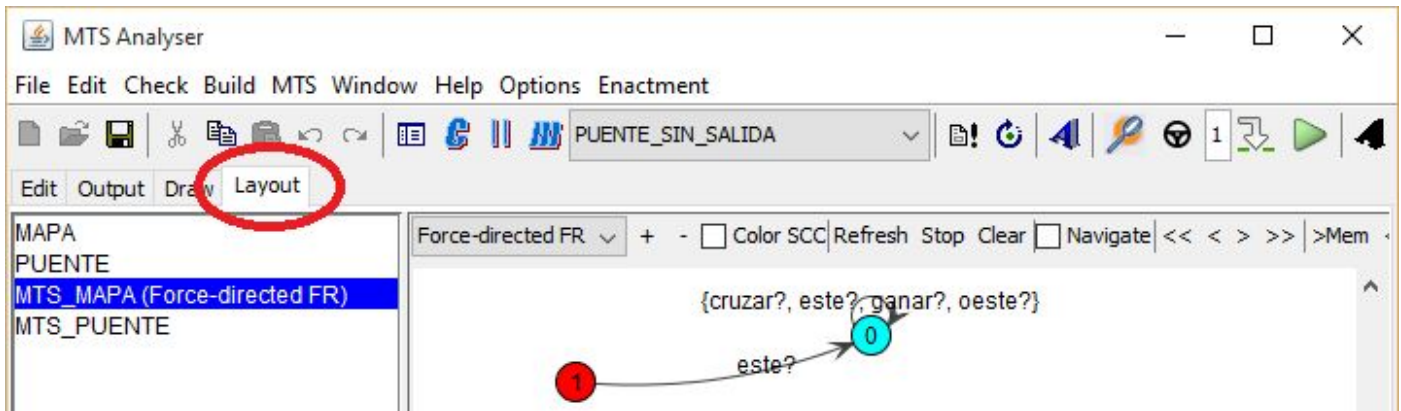 MTS Analyser
File Edit Check Build MTS Window Help Options Enactment
PUENTE_SIN_SALIDA 1
Edit Output Draw Layout
MAPA
PUENTE
MTS_MAPA (Force-directed FR)
MTS_PUENTE
Force-directed FR + - Color SCC Refresh Stop Clear Navigate << < > >> >Mem <
{cruzar?, este?, ganar?, oeste?}
0
este?
1